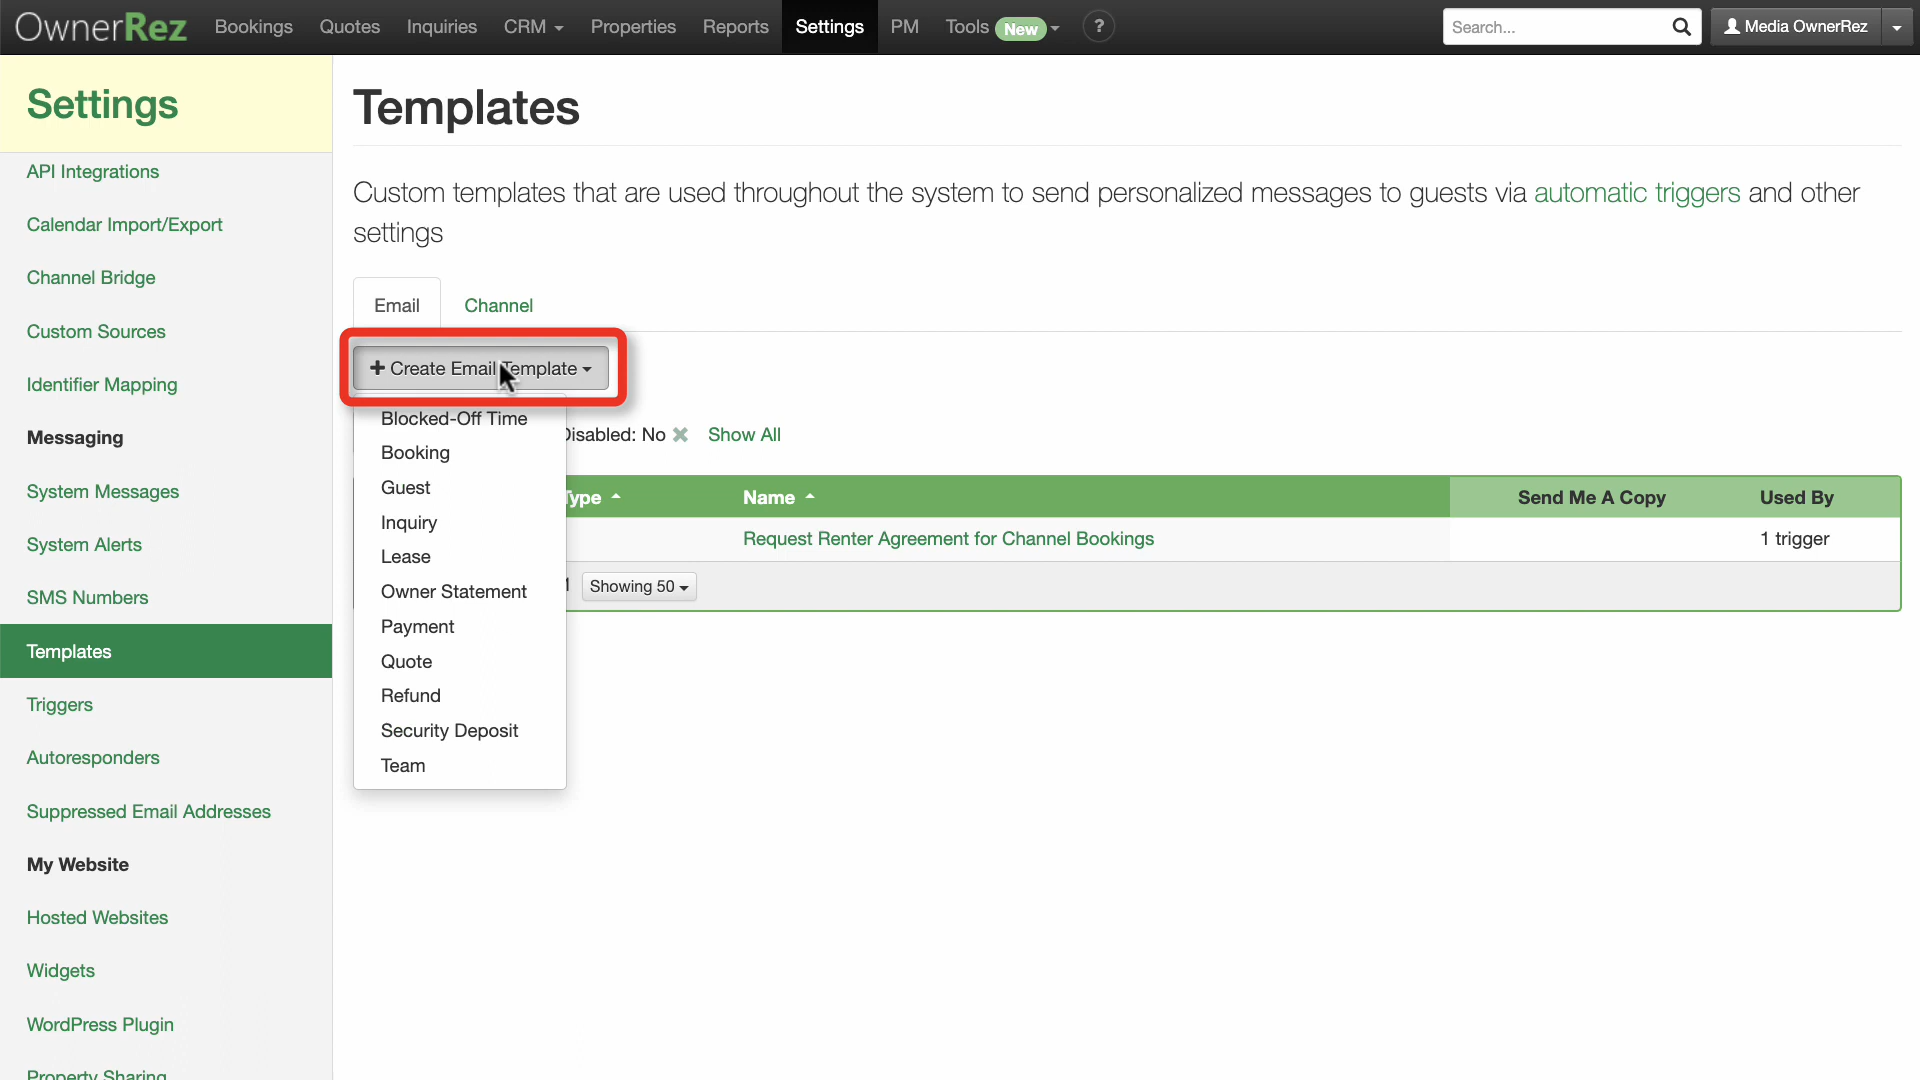 OwnerRez Bookings Quotes Inquiries CRM Properties Reports Settings PM Tools New ? Search... Media OwnerRez
Settings
API Integrations
Calendar Import/Export
Channel Bridge
Custom Sources
Identifier Mapping
Messaging
System Messages
System Alerts
SMS Numbers
Templates
Triggers
Autoresponders
Suppressed Email Addresses
My Website
Hosted Websites
Widgets
WordPress Plugin
Property Sharing
Templates
Custom templates that are used throughout the system to send personalized messages to guests via automatic triggers and other
settings
Email Channel
+ Create Email Template
Blocked-Off Time
Booking
Guest
Inquiry
Lease
Owner Statement
Payment
Quote
Refund
Security Deposit
Team
Disabled: No Show All
Type Name Send Me A Copy Used By
Request Renter Agreement for Channel Bookings 1 trigger
1 Showing 50